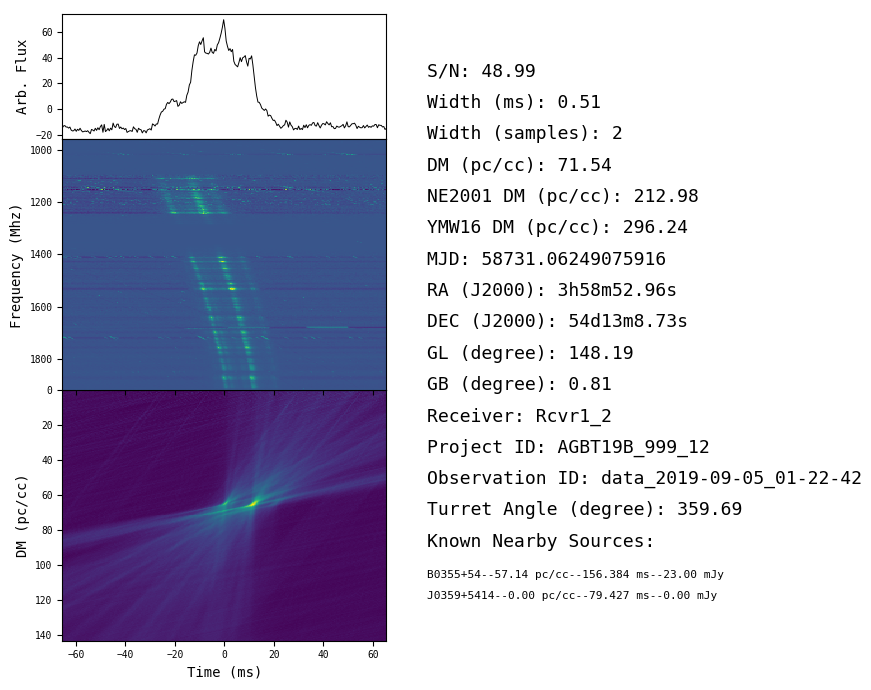 60
40
20
0
−20
Arb. Flux
1000
1200
1400
1600
1800
0
Frequency (Mhz)
20
40
60
80
100
120
140
DM (pc/cc)
−60 −40 −20 0 20 40 60
Time (ms)
S/N: 48.99
Width (ms): 0.51
Width (samples): 2
DM (pc/cc): 71.54
NE2001 DM (pc/cc): 212.98
YMW16 DM (pc/cc): 296.24
MJD: 58731.06249075916
RA (J2000): 3h58m52.96s
DEC (J2000): 54d13m8.73s
GL (degree): 148.19
GB (degree): 0.81
Receiver: Rcvr1_2
Project ID: AGBT19B_999_12
Observation ID: data_2019-09-05_01-22-42
Turret Angle (degree): 359.69
Known Nearby Sources:
B0355+54--57.14 pc/cc--156.384 ms--23.00 mJy
J0359+5414--0.00 pc/cc--79.427 ms--0.00 mJy